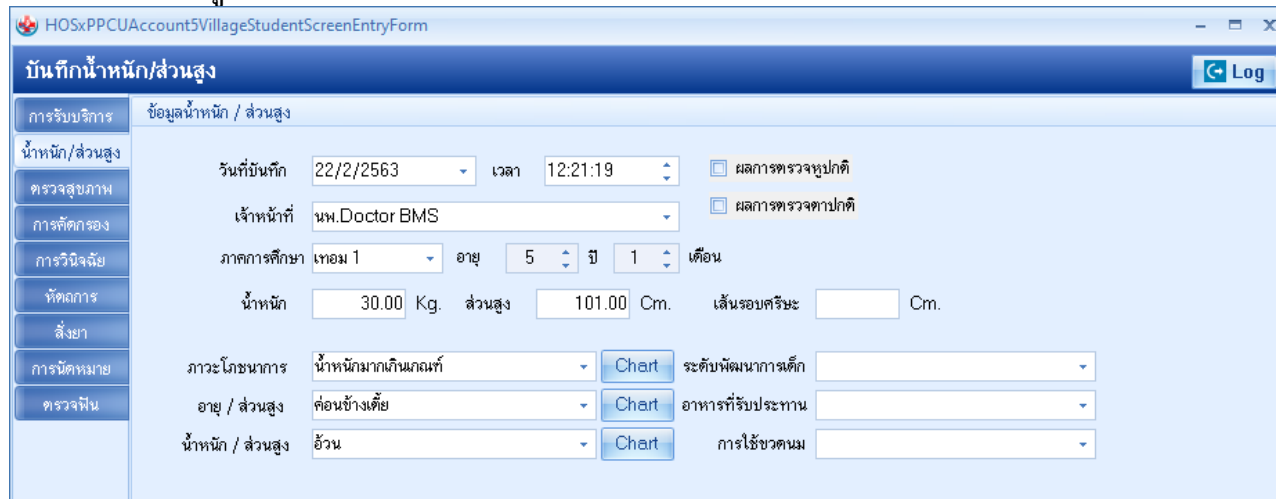 HOSxPPCUAccount5VillageStudentScreenEntryForm
บันทึกน้ำหนัก/ส่วนสูง
Log
การรับบริการ
ข้อมูลน้ำหนัก / ส่วนสูง
น้ำหนัก/ส่วนสูง
วันที่บันทึก 22/2/2563 เวลา 12:21:19 ผลการตรวจหูปกติ
ตรวจสุขภาพ
ผลการตรวจตาปกติ
เจ้าหน้าที่ นพ.Doctor BMS
การคัดกรอง
การวินิจฉัย
ภาคการศึกษา เทอม 1 อายุ 5 ปี 1 เดือน
หัตถการ
น้ำหนัก 30.00 Kg. ส่วนสูง 101.00 Cm. เส้นรอบศรีษะ Cm.
สั่งยา
การนัดหมาย
ภาวะโภชนาการ น้ำหนักมากเกินเกณฑ์ Chart ระดับพัฒนาการเด็ก
ตรวจฟัน
อายุ / ส่วนสูง ค่อนข้างเตี้ย Chart อาหารที่รับประทาน
น้ำหนัก / ส่วนสูง อ้วน Chart การใช้ขวดนม